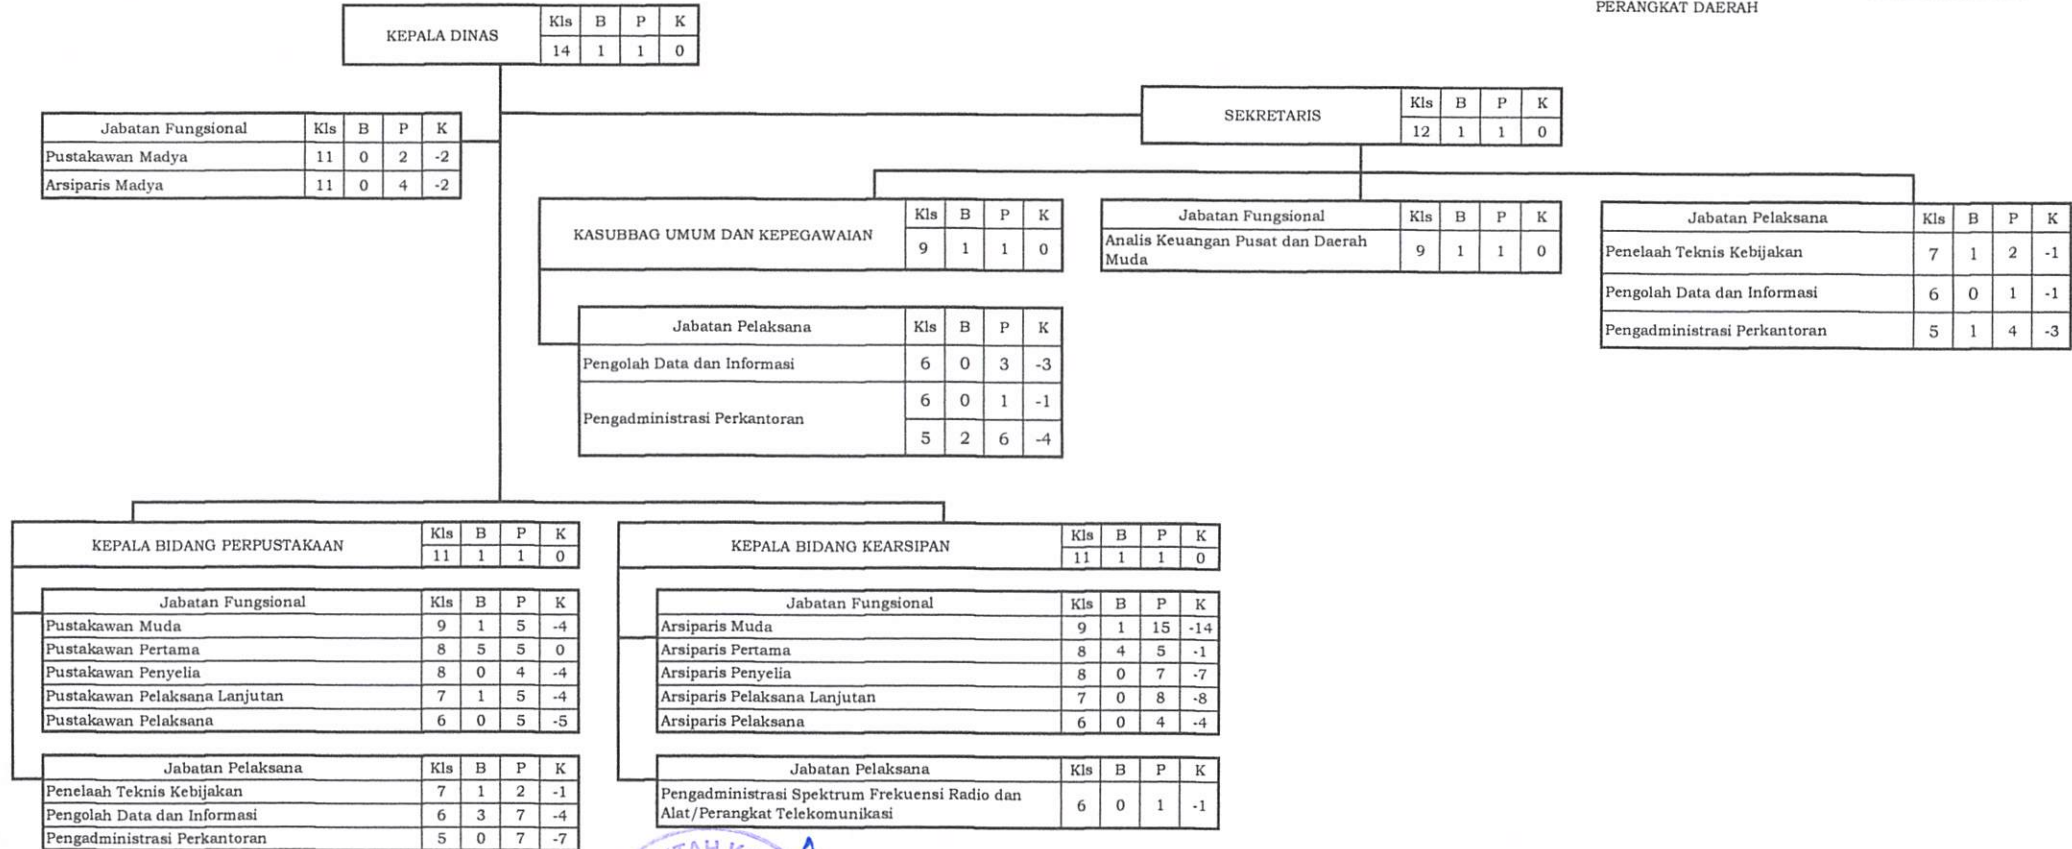 PERANGKAT DAERAH
KEPALA DINAS
Kls B P K
14 1 1 0
SEKRETARIS
Kls B P K
12 1 1 0
Jabatan Fungsional Kls B P K
Pustakawan Madya 11 0 2 -2
Arsiparis Madya 11 0 4 -2
KASUBBAG UMUM DAN KEPEGAWAIAN
Kls B P K
9 1 1 0
Jabatan Fungsional Kls B P K
Analis Keuangan Pusat dan Daerah
Muda 9 1 1 0
Jabatan Pelaksana Kls B P K
Penelaah Teknis Kebijakan 7 1 2 -1
Pengolah Data dan Informasi 6 0 1 -1
Pengadministrasi Perkantoran 5 1 4 -3
Jabatan Pelaksana Kls B P K
Pengolah Data dan Informasi 6 0 3 -3
Pengadministrasi Perkantoran 6 0 1 -1
5 2 6 -4
KEPALA BIDANG PERPUSTAKAAN
Kls B P K
11 1 1 0
Jabatan Fungsional Kls B P K
Pustakawan Muda 9 1 5 -4
Pustakawan Pertama 8 5 5 0
Pustakawan Penyelia 8 0 4 -4
Pustakawan Pelaksana Lanjutan 7 1 5 -4
Pustakawan Pelaksana 6 0 5 -5
Jabatan Pelaksana Kls B P K
Penelaah Teknis Kebijakan 7 1 2 -1
Pengolah Data dan Informasi 6 3 7 -4
Pengadministrasi Perkantoran 5 0 7 -7
KEPALA BIDANG KEARSIPAN
Kls B P K
11 1 1 0
Jabatan Fungsional Kls B P K
Arsiparis Muda 9 1 15 -14
Arsiparis Pertama 8 4 5 -1
Arsiparis Penyelia 8 0 7 -7
Arsiparis Pelaksana Lanjutan 7 0 8 -8
Arsiparis Pelaksana 6 0 4 -4
Jabatan Pelaksana Kls B P K
Pengadministrasi Spektrum Frekuensi Radio dan
Alat/Perangkat Telekomunikasi 6 0 1 -1